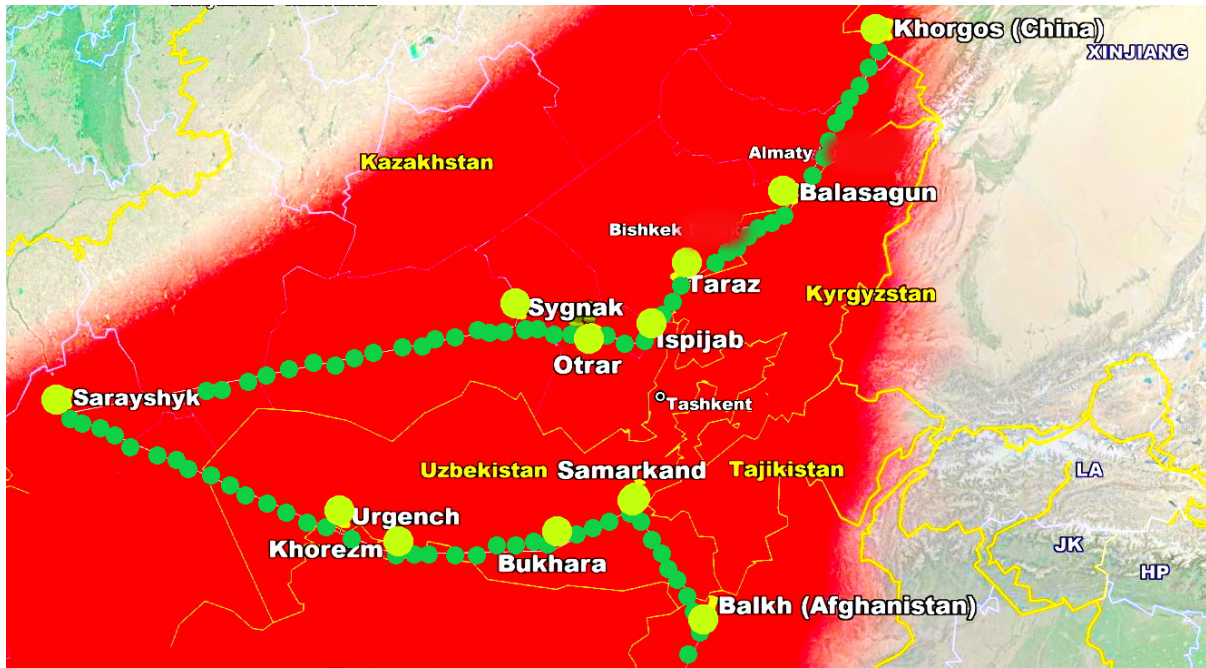 Khorgos (China)
XINJIANG
Kazakhstan
Almaty
Balasagun
Bishkek
Taraz
Kyrgyzstan
Sygnak
Ispijab
Otrar
Sarayshyk
Tashkent
Uzbekistan
Samarkand
Tajikistan
LA
Urgench
Khorezm
Bukhara
JK
HP
Balkh (Afghanistan)